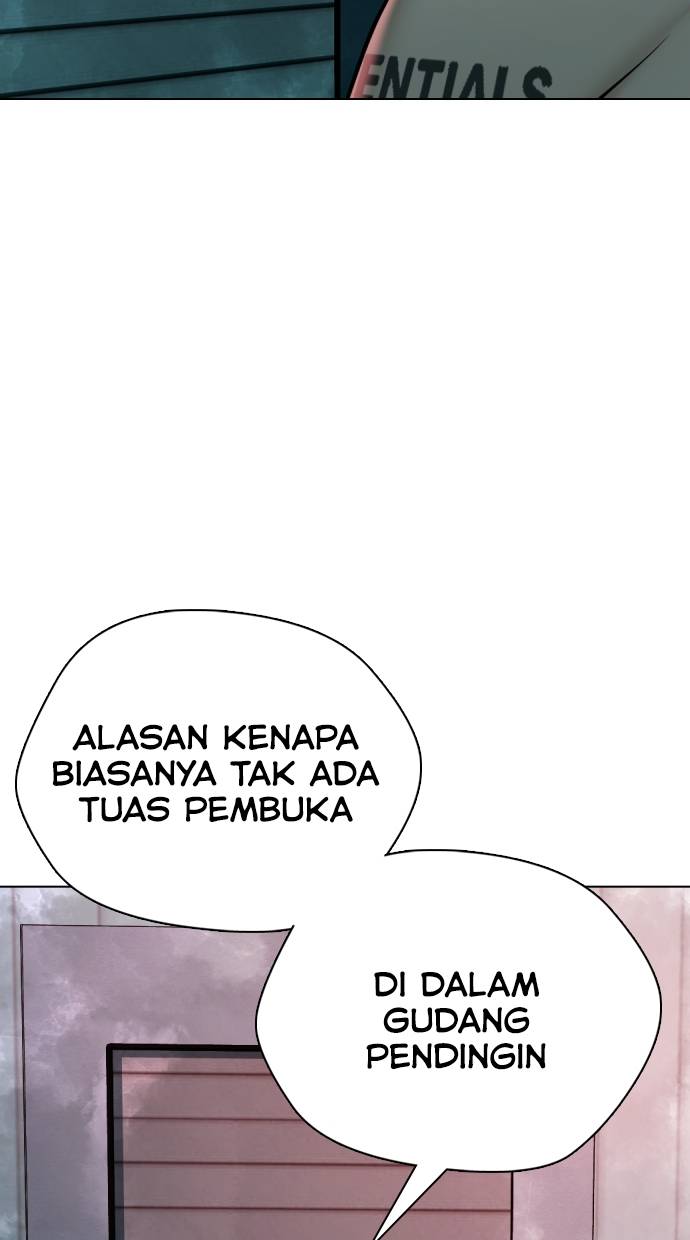 ENTIALS
ALASAN KENAPA
BIASANYA TAK ADA
TUAS PEMBUKA
DI DALAM
GUDANG
PENDINGIN